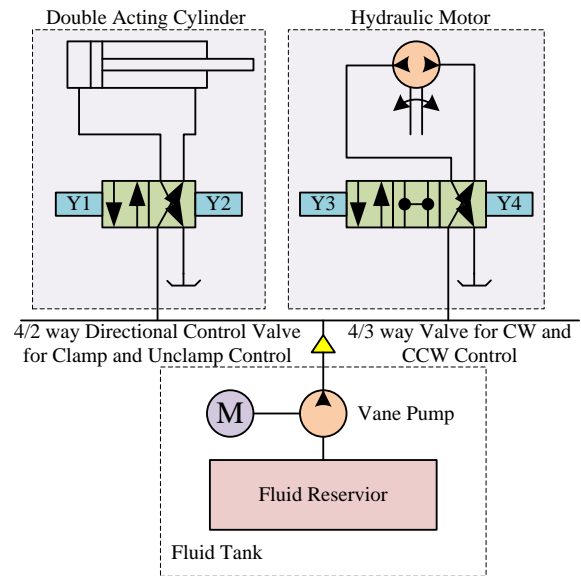 Double Acting Cylinder
Hydraulic Motor
Y1
Y2
Y3
Y4
4/2 way Directional Control Valve
for Clamp and Unclamp Control
4/3 way Valve for CW and
CCW Control
M
Vane Pump
Fluid Reservior
Fluid Tank